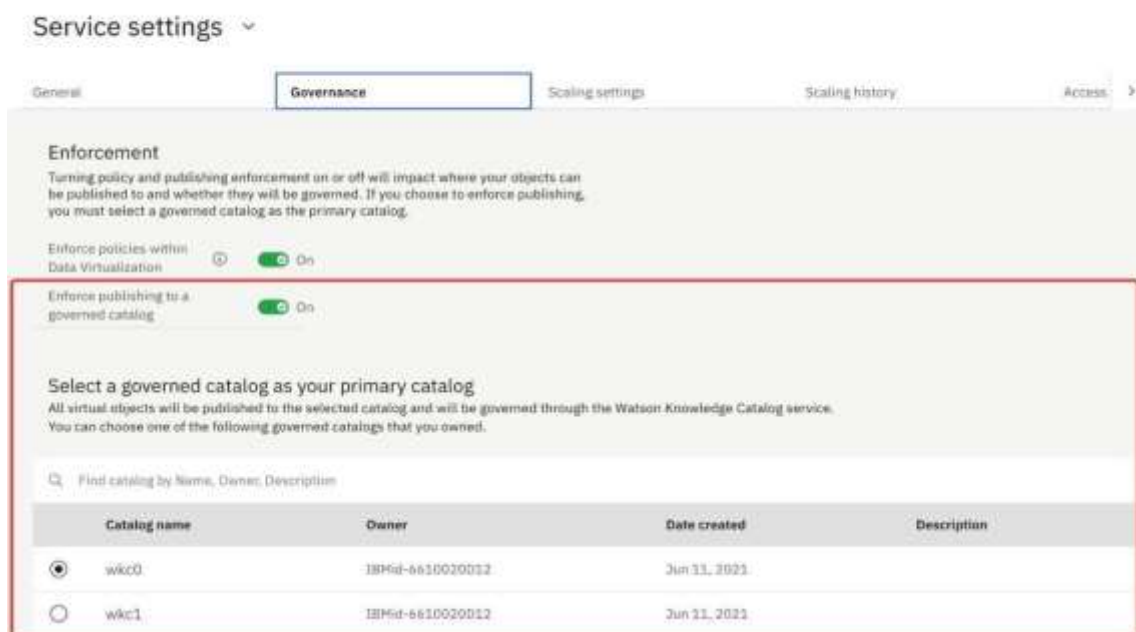 Service settings
General Governance Scaling settings Scaling history Access
Enforcement
Turning policy and publishing enforcement on or off will impact where your objects can
be published to and whether they will be governed. If you choose to enforce publishing,
you must select a governed catalog as the primary catalog.
Enforce policies within
Data Virtualization On
Enforce publishing to a
governed catalog On
Select a governed catalog as your primary catalog
All virtual objects will be published to the selected catalog and will be governed through the Watson Knowledge Catalog service.
You can choose one of the following governed catalogs that you owned.
Find catalog by Name, Owner, Description
Catalog name Owner Date created Description
wkc0 IBMid-6610020012 Jun 11, 2021
wkc1 IBMid-6610020012 Jun 11, 2021